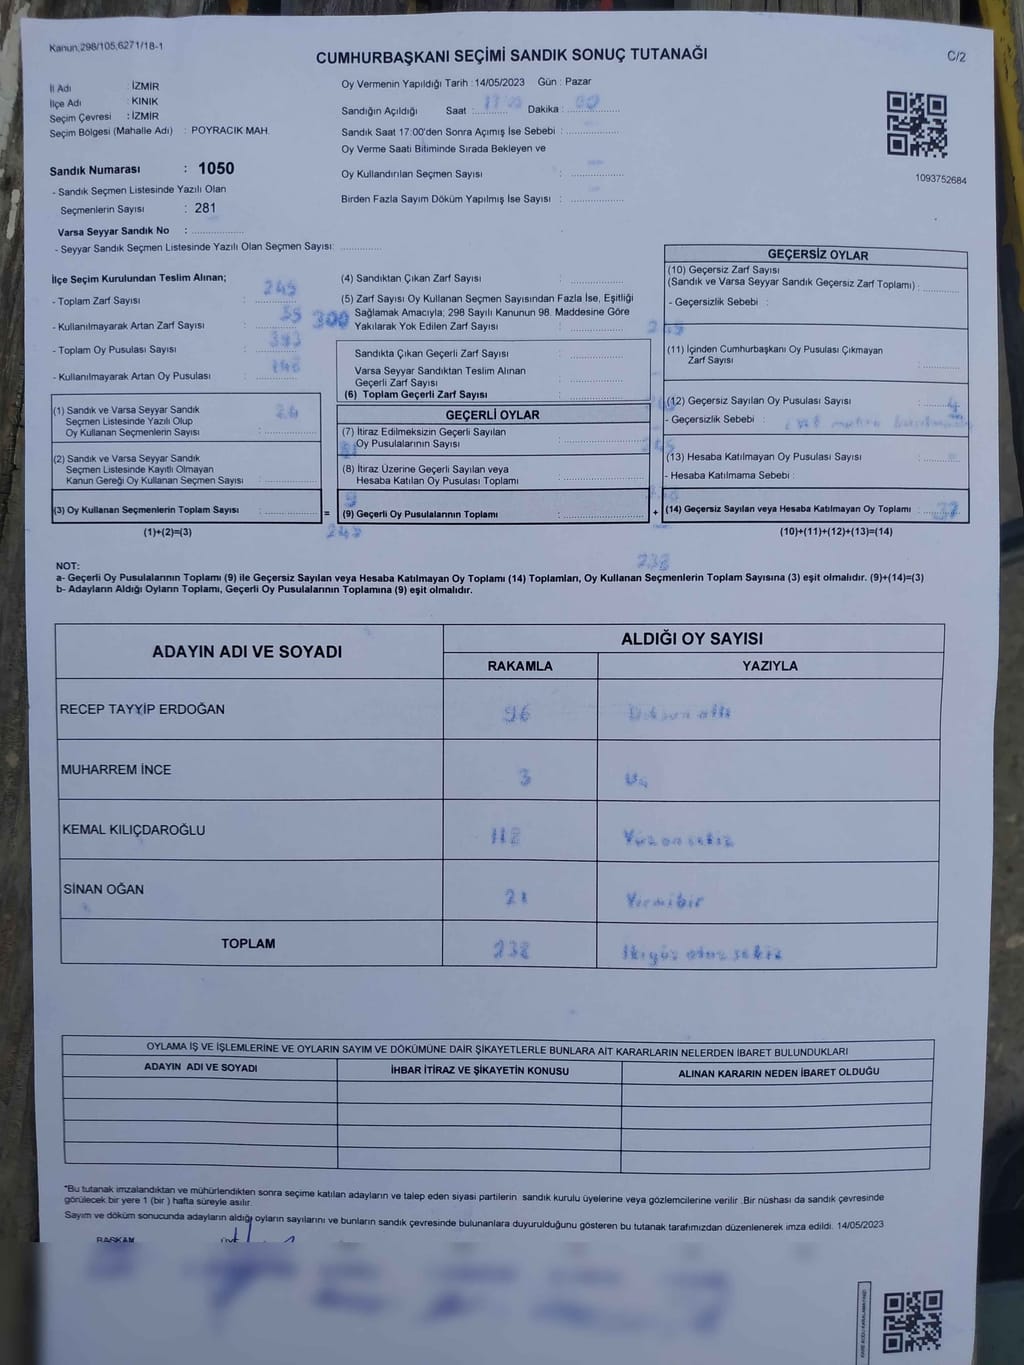 Kanun,298/105,6271/18-1
CUMHURBAŞKANI SEÇİMİ SANDIK SONUÇ TUTANAĞI
C/2
İl Adı : İZMİR
İlçe Adı : KINIK
Seçim Çevresi : İZMİR
Seçim Bölgesi (Mahalle Adı) : POYRACIK MAH.
Oy Vermenin Yapıldığı Tarih : 14/05/2023 Gün : Pazar
Sandığın Açıldığı Saat : Dakika :
Sandık Saat 17:00'den Sonra Açımış İse Sebebi :
Oy Verme Saati Bitiminde Sırada Bekleyen ve
Oy Kullandırılan Seçmen Sayısı :
Birden Fazla Sayım Döküm Yapılmış İse Sayısı :
1093752684
Sandık Numarası : 1050
- Sandık Seçmen Listesinde Yazılı Olan
Seçmenlerin Sayısı : 281
Varsa Seyyar Sandık No :
- Seyyar Sandık Seçmen Listesinde Yazılı Olan Seçmen Sayısı:
İlçe Seçim Kurulundan Teslim Alınan;
- Toplam Zarf Sayısı :
245
- Kullanılmayarak Artan Zarf Sayısı :
55 300
- Toplam Oy Pusulası Sayısı :
- Kullanılmayarak Artan Oy Pusulası :
(1) Sandık ve Varsa Seyyar Sandık
Seçmen Listesinde Yazılı Olup
Oy Kullanan Seçmenlerin Sayısı :
(2) Sandık ve Varsa Seyyar Sandık
Seçmen Listesinde Kayıtlı Olmayan
Kanun Gereği Oy Kullanan Seçmen Sayısı :
(3) Oy Kullanan Seçmenlerin Toplam Sayısı :
(1)+(2)=(3)
(4) Sandıktan Çıkan Zarf Sayısı :
(5) Zarf Sayısı Oy Kullanan Seçmen Sayısından Fazla İse, Eşitliği
Sağlamak Amacıyla; 298 Sayılı Kanunun 98. Maddesine Göre
Yakılarak Yok Edilen Zarf Sayısı :
Sandıkta Çıkan Geçerli Zarf Sayısı :
Varsa Seyyar Sandıktan Teslim Alınan
Geçerli Zarf Sayısı :
(6) Toplam Geçerli Zarf Sayısı :
GEÇERLİ OYLAR
(7) İtiraz Edilmeksizin Geçerli Sayılan
Oy Pusulalarının Sayısı :
(8) İtiraz Üzerine Geçerli Sayılan veya
Hesaba Katılan Oy Pusulası Toplamı :
= (9) Geçerli Oy Pusulalarının Toplamı :
GEÇERSİZ OYLAR
(10) Geçersiz Zarf Sayısı
(Sandık ve Varsa Seyyar Sandık Geçersiz Zarf Toplamı) :
- Geçersizlik Sebebi :
(11) İçinden Cumhurbaşkanı Oy Pusulası Çıkmayan
Zarf Sayısı :
(12) Geçersiz Sayılan Oy Pusulası Sayısı : 4
- Geçersizlik Sebebi :
(13) Hesaba Katılmayan Oy Pusulası Sayısı :
- Hesaba Katılmama Sebebi :
+ (14) Geçersiz Sayılan veya Hesaba Katılmayan Oy Toplamı :
(10)+(11)+(12)+(13)=(14)
238
NOT:
a- Geçerli Oy Pusulalarının Toplamı (9) ile Geçersiz Sayılan veya Hesaba Katılmayan Oy Toplamı (14) Toplamları, Oy Kullanan Seçmenlerin Toplam Sayısına (3) eşit olmalıdır. (9)+(14)=(3)
b- Adayların Aldığı Oyların Toplamı, Geçerli Oy Pusulalarının Toplamına (9) eşit olmalıdır.
ADAYIN ADI VE SOYADI ALDIĞI OY SAYISI
RAKAMLA YAZIYLA
RECEP TAYYİP ERDOĞAN 96 Doksan altı
MUHARREM İNCE 3 Üç
KEMAL KILIÇDAROĞLU 118 Yüz on sekiz
SİNAN OĞAN 21 Yirmibir
TOPLAM 238 İkiyüz otuz sekiz
OYLAMA İŞ VE İŞLEMLERİNE VE OYLARIN SAYIM VE DÖKÜMÜNE DAİR ŞİKAYETLERLE BUNLARA AİT KARARLARIN NELERDEN İBARET BULUNDUKLARI
ADAYIN ADI VE SOYADI İHBAR İTİRAZ VE ŞİKAYETİN KONUSU ALINAN KARARIN NEDEN İBARET OLDUĞU
*Bu tutanak imzalandıktan ve mühürlendikten sonra seçime katılan adayların ve talep eden siyasi partilerin sandık kurulu üyelerine veya gözlemcilerine verilir .Bir nüshası da sandık çevresinde
görülecek bir yere 1 (bir ) hafta süreyle asılır.
Sayım ve döküm sonucunda adayların aldığı oyların sayılarını ve bunların sandık çevresinde bulunanlara duyurulduğunu gösteren bu tutanak tarafımızdan düzenlenerek imza edildi. 14/05/2023
BAŞKAN